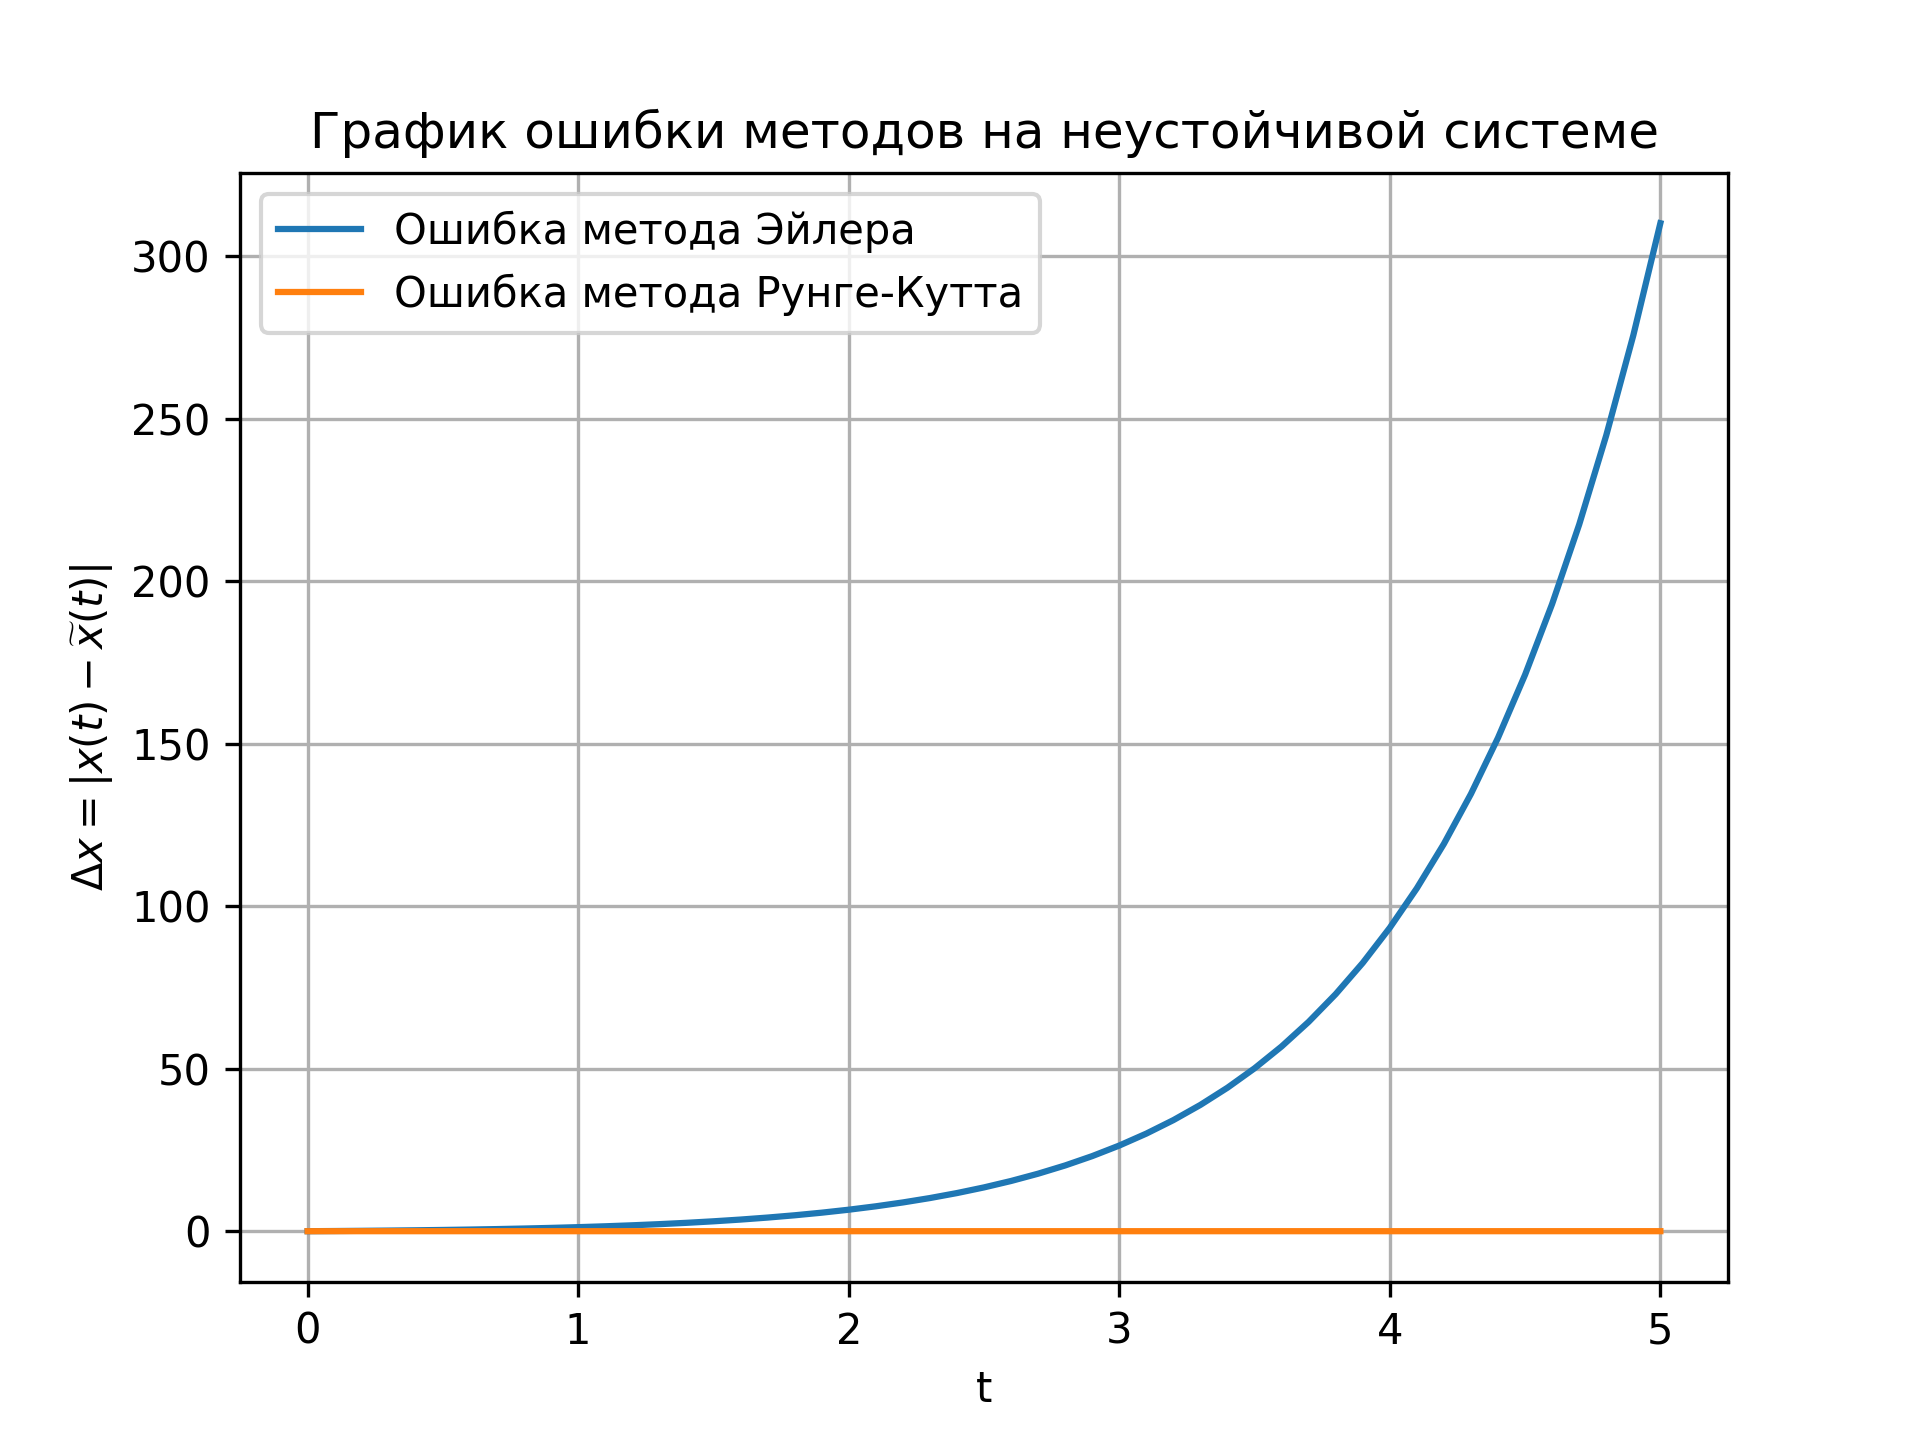 График ошибки методов на неустойчивой системе
Ошибка метода Эйлера
Ошибка метода Рунге-Кутта
300
250
200
150
100
50
0
Δx = |x(t) − x̃(t)|
0 1 2 3 4 5
t